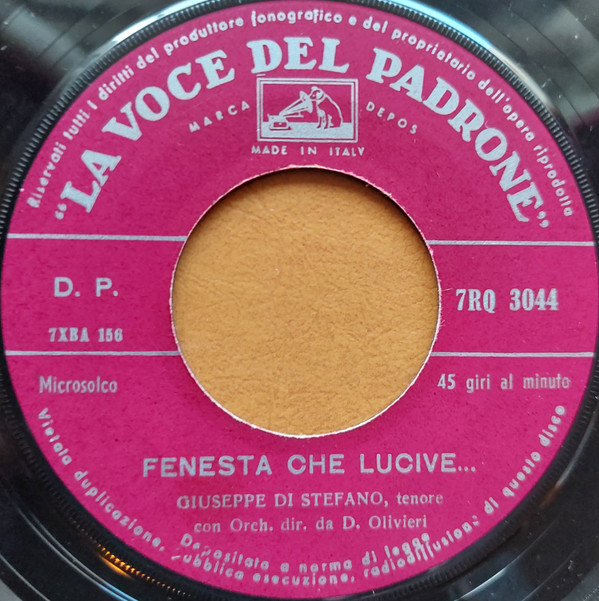 Riservati tutti i diritti del produttore fonografico e del proprietario dell'opera riprodotta
"LA VOCE DEL PADRONE"
MARCA DEPOS
MADE IN ITALY
D. P.
7XBA 156
7RQ 3044
Microsolco
45 giri al minuto
FENESTA CHE LUCIVE...
GIUSEPPE DI STEFANO, tenore
con Orch. dir. da D. Olivieri
Depositato a norma di legge
Vietata duplicazione, pubblica esecuzione, radiodiffusione di questo disco